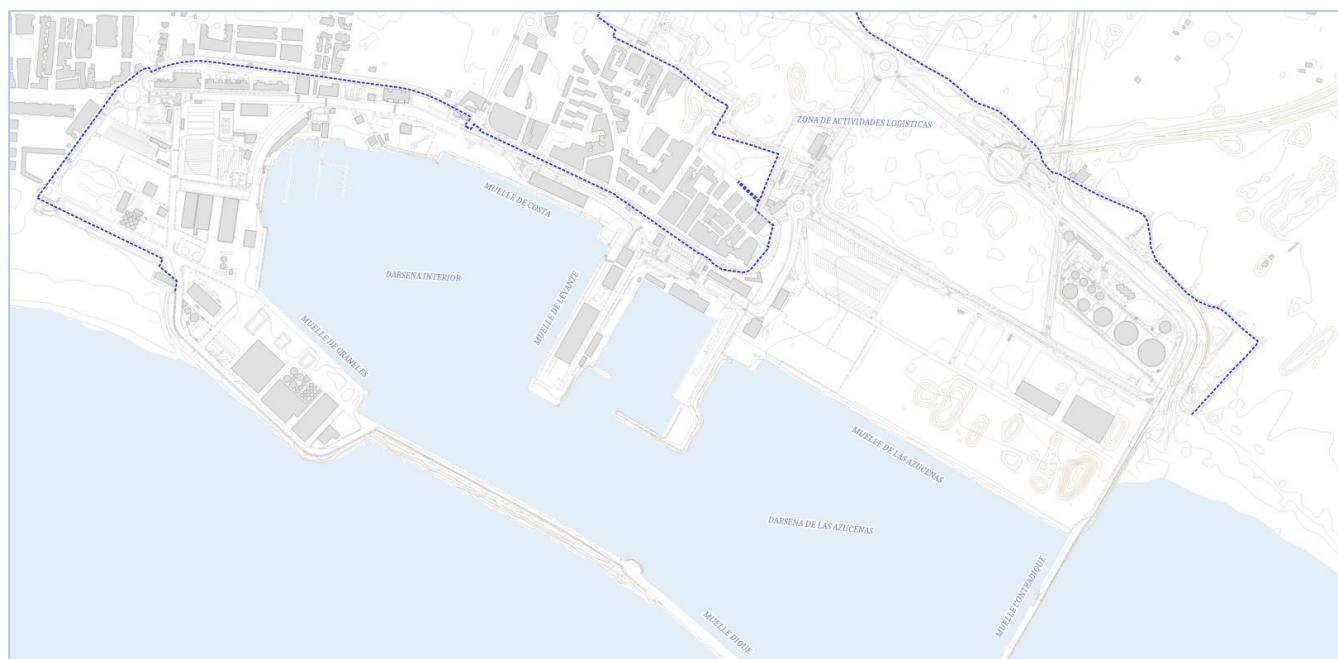 ZONA DE ACTIVIDADES LOGISTICAS
MUELLE DE COSTA
DARSENA INTERIOR
MUELLE DE LEVANTE
MUELLE DE GRANELES
MUELLE DE LAS AZUCENAS
DARSENA DE LAS AZUCENAS
MUELLE CONTRADIQUE
MUELLE DIQUE